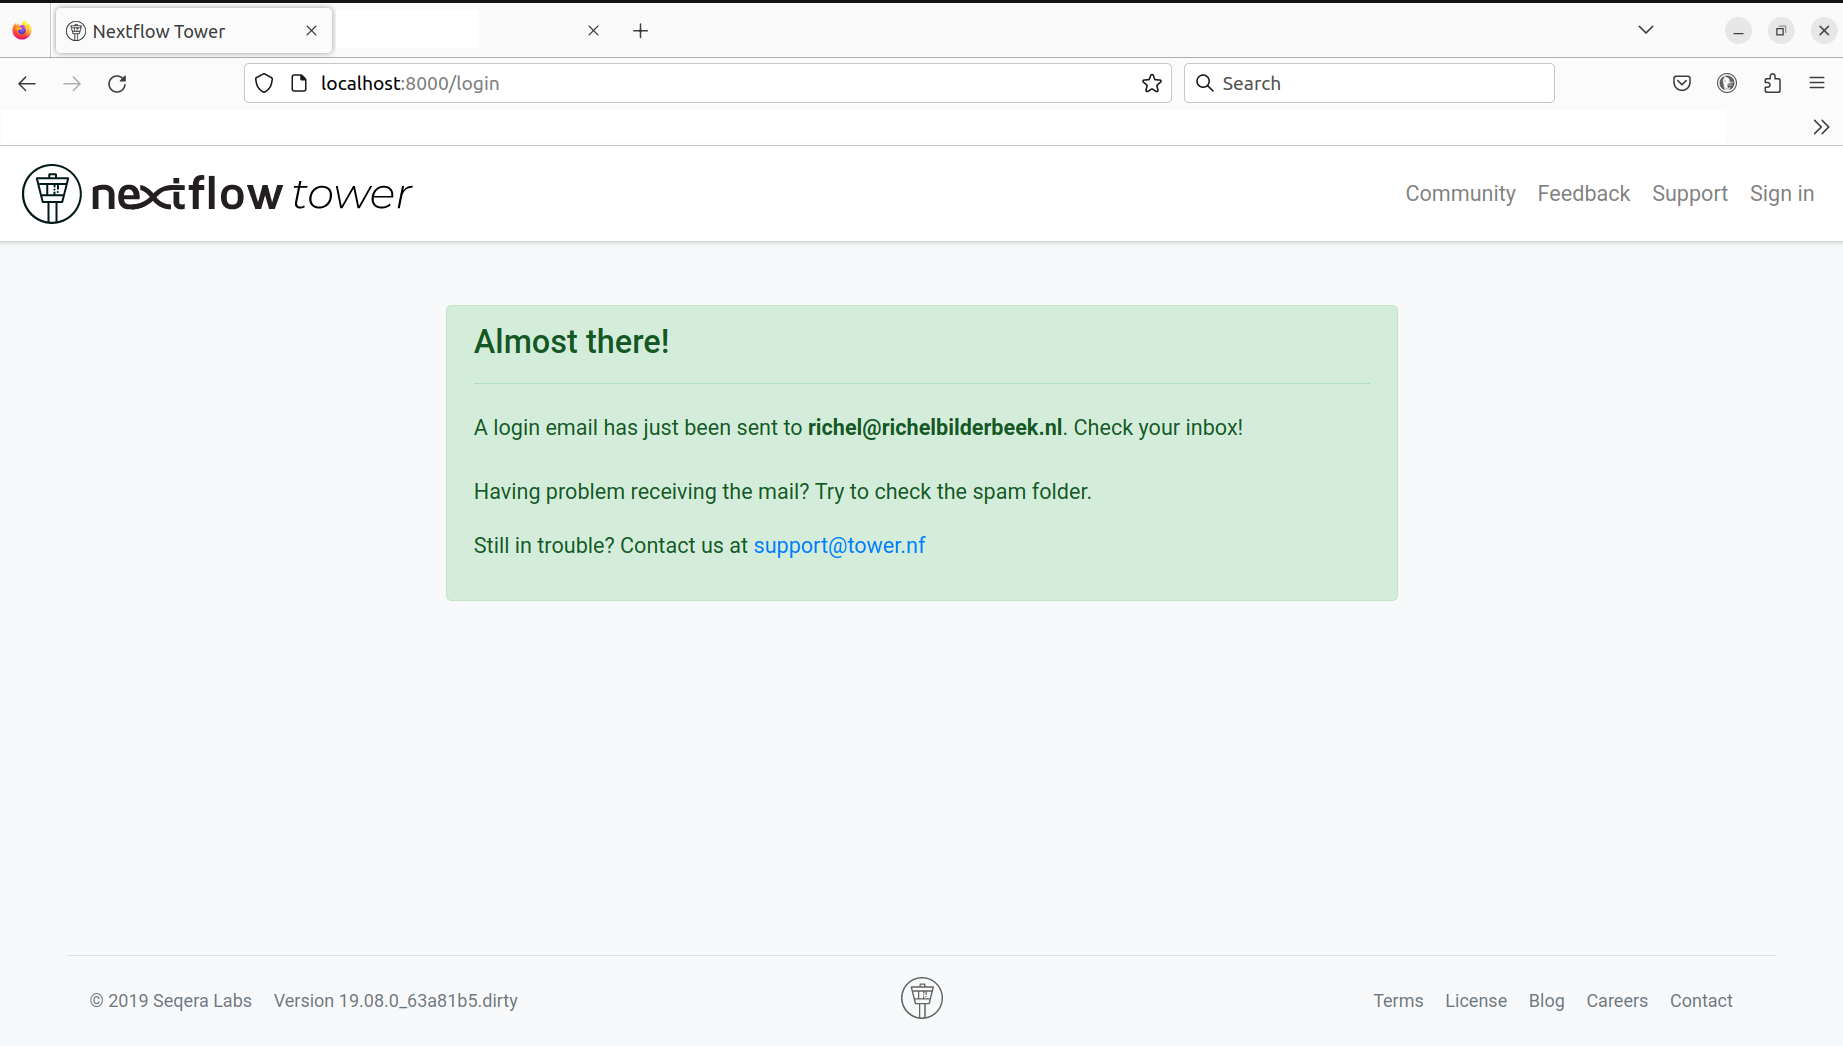 Nextflow Tower
localhost:8000/login
Search
nextflow tower
Community Feedback Support Sign in
Almost there!
A login email has just been sent to richel@richelbilderbeek.nl. Check your inbox!
Having problem receiving the mail? Try to check the spam folder.
Still in trouble? Contact us at support@tower.nf
© 2019 Seqera Labs Version 19.08.0_63a81b5.dirty
Terms License Blog Careers Contact